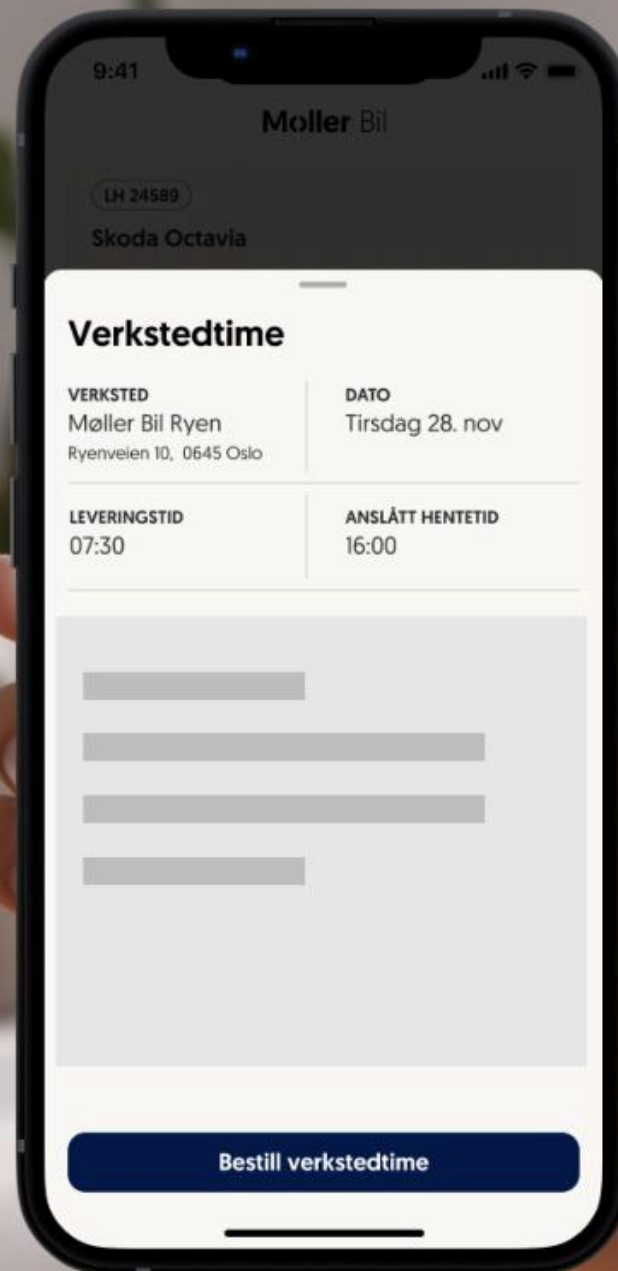 9:41
Møller Bil
LH 24589
Skoda Octavia
Verkstedtime
VERKSTED
Møller Bil Ryen
Ryenveien 10, 0645 Oslo
DATO
Tirsdag 28. nov
LEVERINGSTID
07:30
ANSLÅTT HENTETID
16:00
Bestill verkstedtime